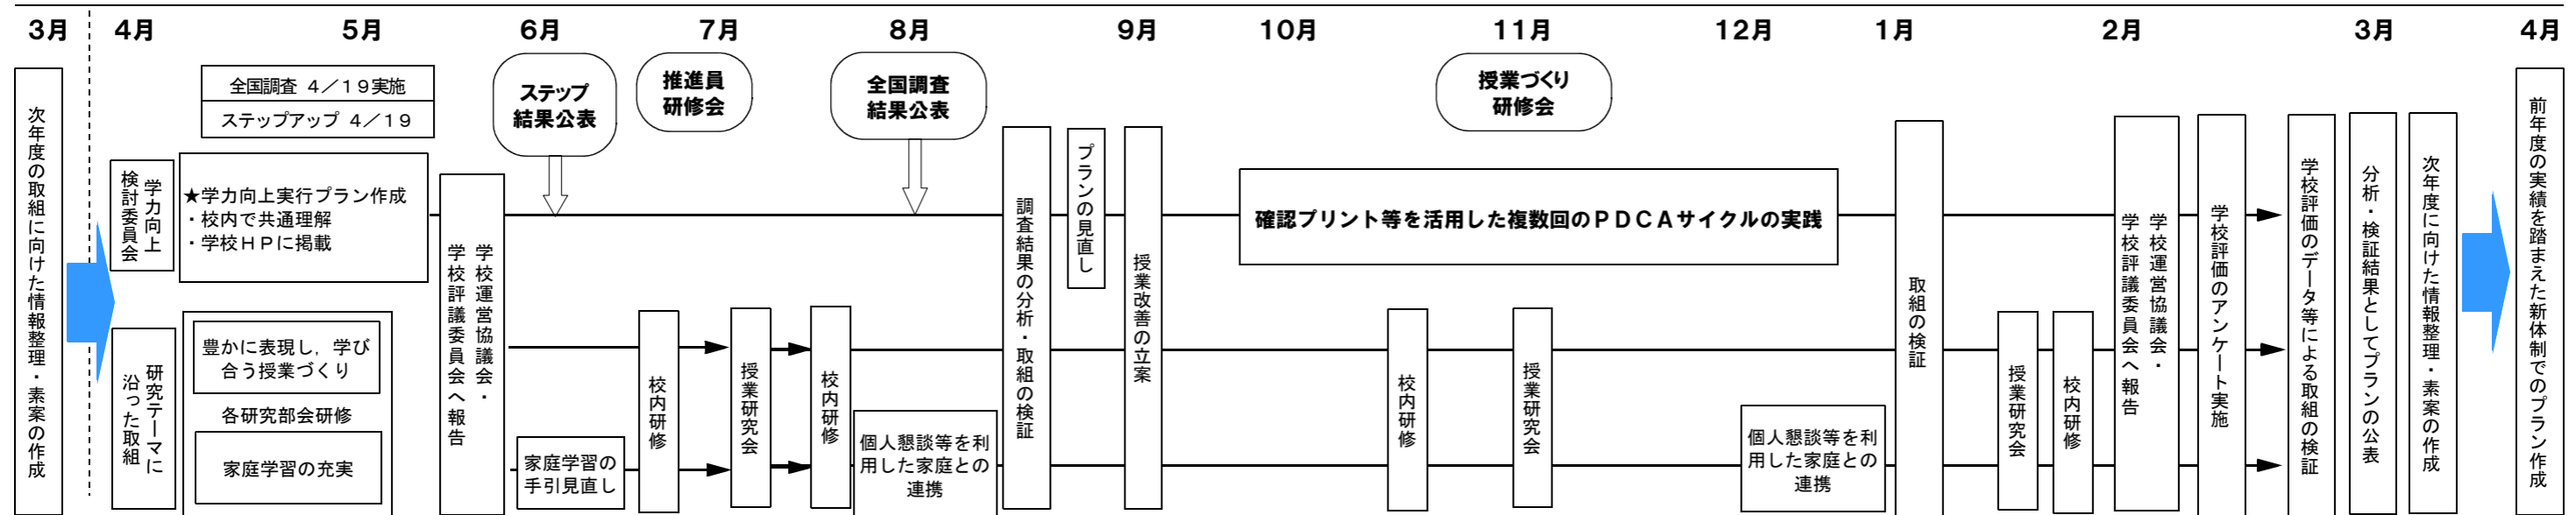 3月
4月
5月
6月
7月
8月
9月
10月
11月
12月
1月
2月
3月
4月
次年度の取組に向けた情報整理・素案の作成
全国調査 4／19実施
ステップアップ 4／19
学力向上
検討委員会
★学力向上実行プラン作成
・校内で共通理解
・学校ＨＰに掲載
研究テーマに
沿った取組
豊かに表現し，学び
合う授業づくり
各研究部会研修
家庭学習の充実
学校運営協議会・
学校評議委員会へ報告
ステップ
結果公表
家庭学習の
手引見直し
推進員
研修会
校内研修
授業研究会
校内研修
全国調査
結果公表
個人懇談等を利
用した家庭との
連携
調査結果の分析・取組の検証
プランの見直し
授業改善の立案
確認プリント等を活用した複数回のＰＤＣＡサイクルの実践
校内研修
授業づくり
研修会
授業研究会
個人懇談等を利
用した家庭との
連携
取組の検証
授業研究会
校内研修
学校運営協議会・
学校評議委員会へ報告
学校評価のアンケート実施
学校評価のデータ等による取組の検証
分析・検証結果としてプランの公表
次年度に向けた情報整理・素案の作成
前年度の実績を踏まえた新体制でのプラン作成